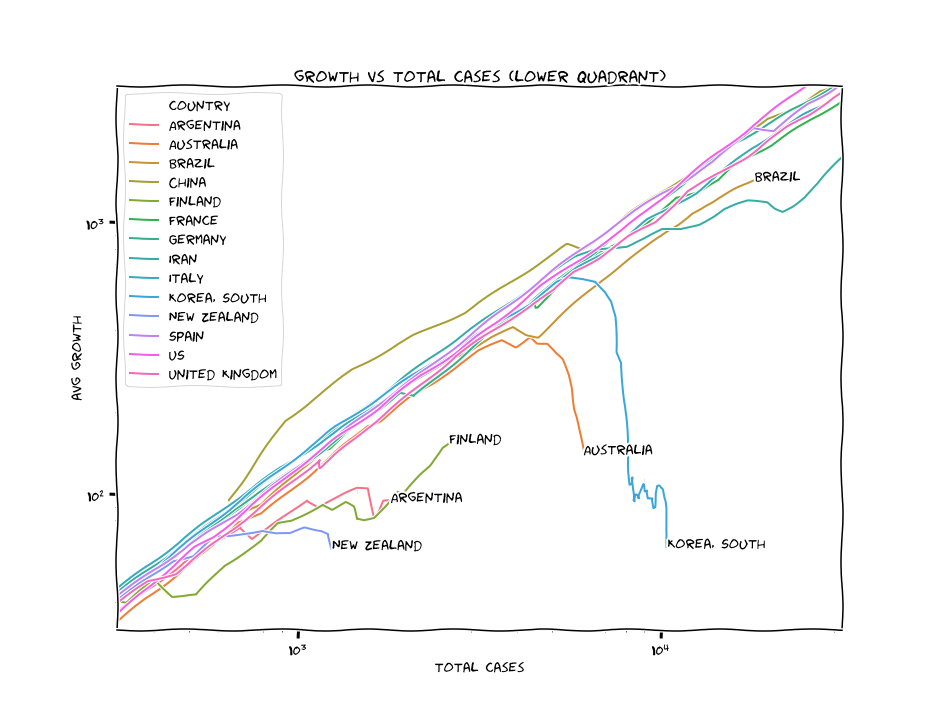 GROWTH VS TOTAL CASES (LOWER QUADRANT)
COUNTRY
ARGENTINA
AUSTRALIA
BRAZIL
CHINA
FINLAND
FRANCE
GERMANY
IRAN
ITALY
KOREA, SOUTH
NEW ZEALAND
SPAIN
US
UNITED KINGDOM
BRAZIL
10³
AVG GROWTH
FINLAND
AUSTRALIA
10²
ARGENTINA
NEW ZEALAND
KOREA, SOUTH
10³
10⁴
TOTAL CASES